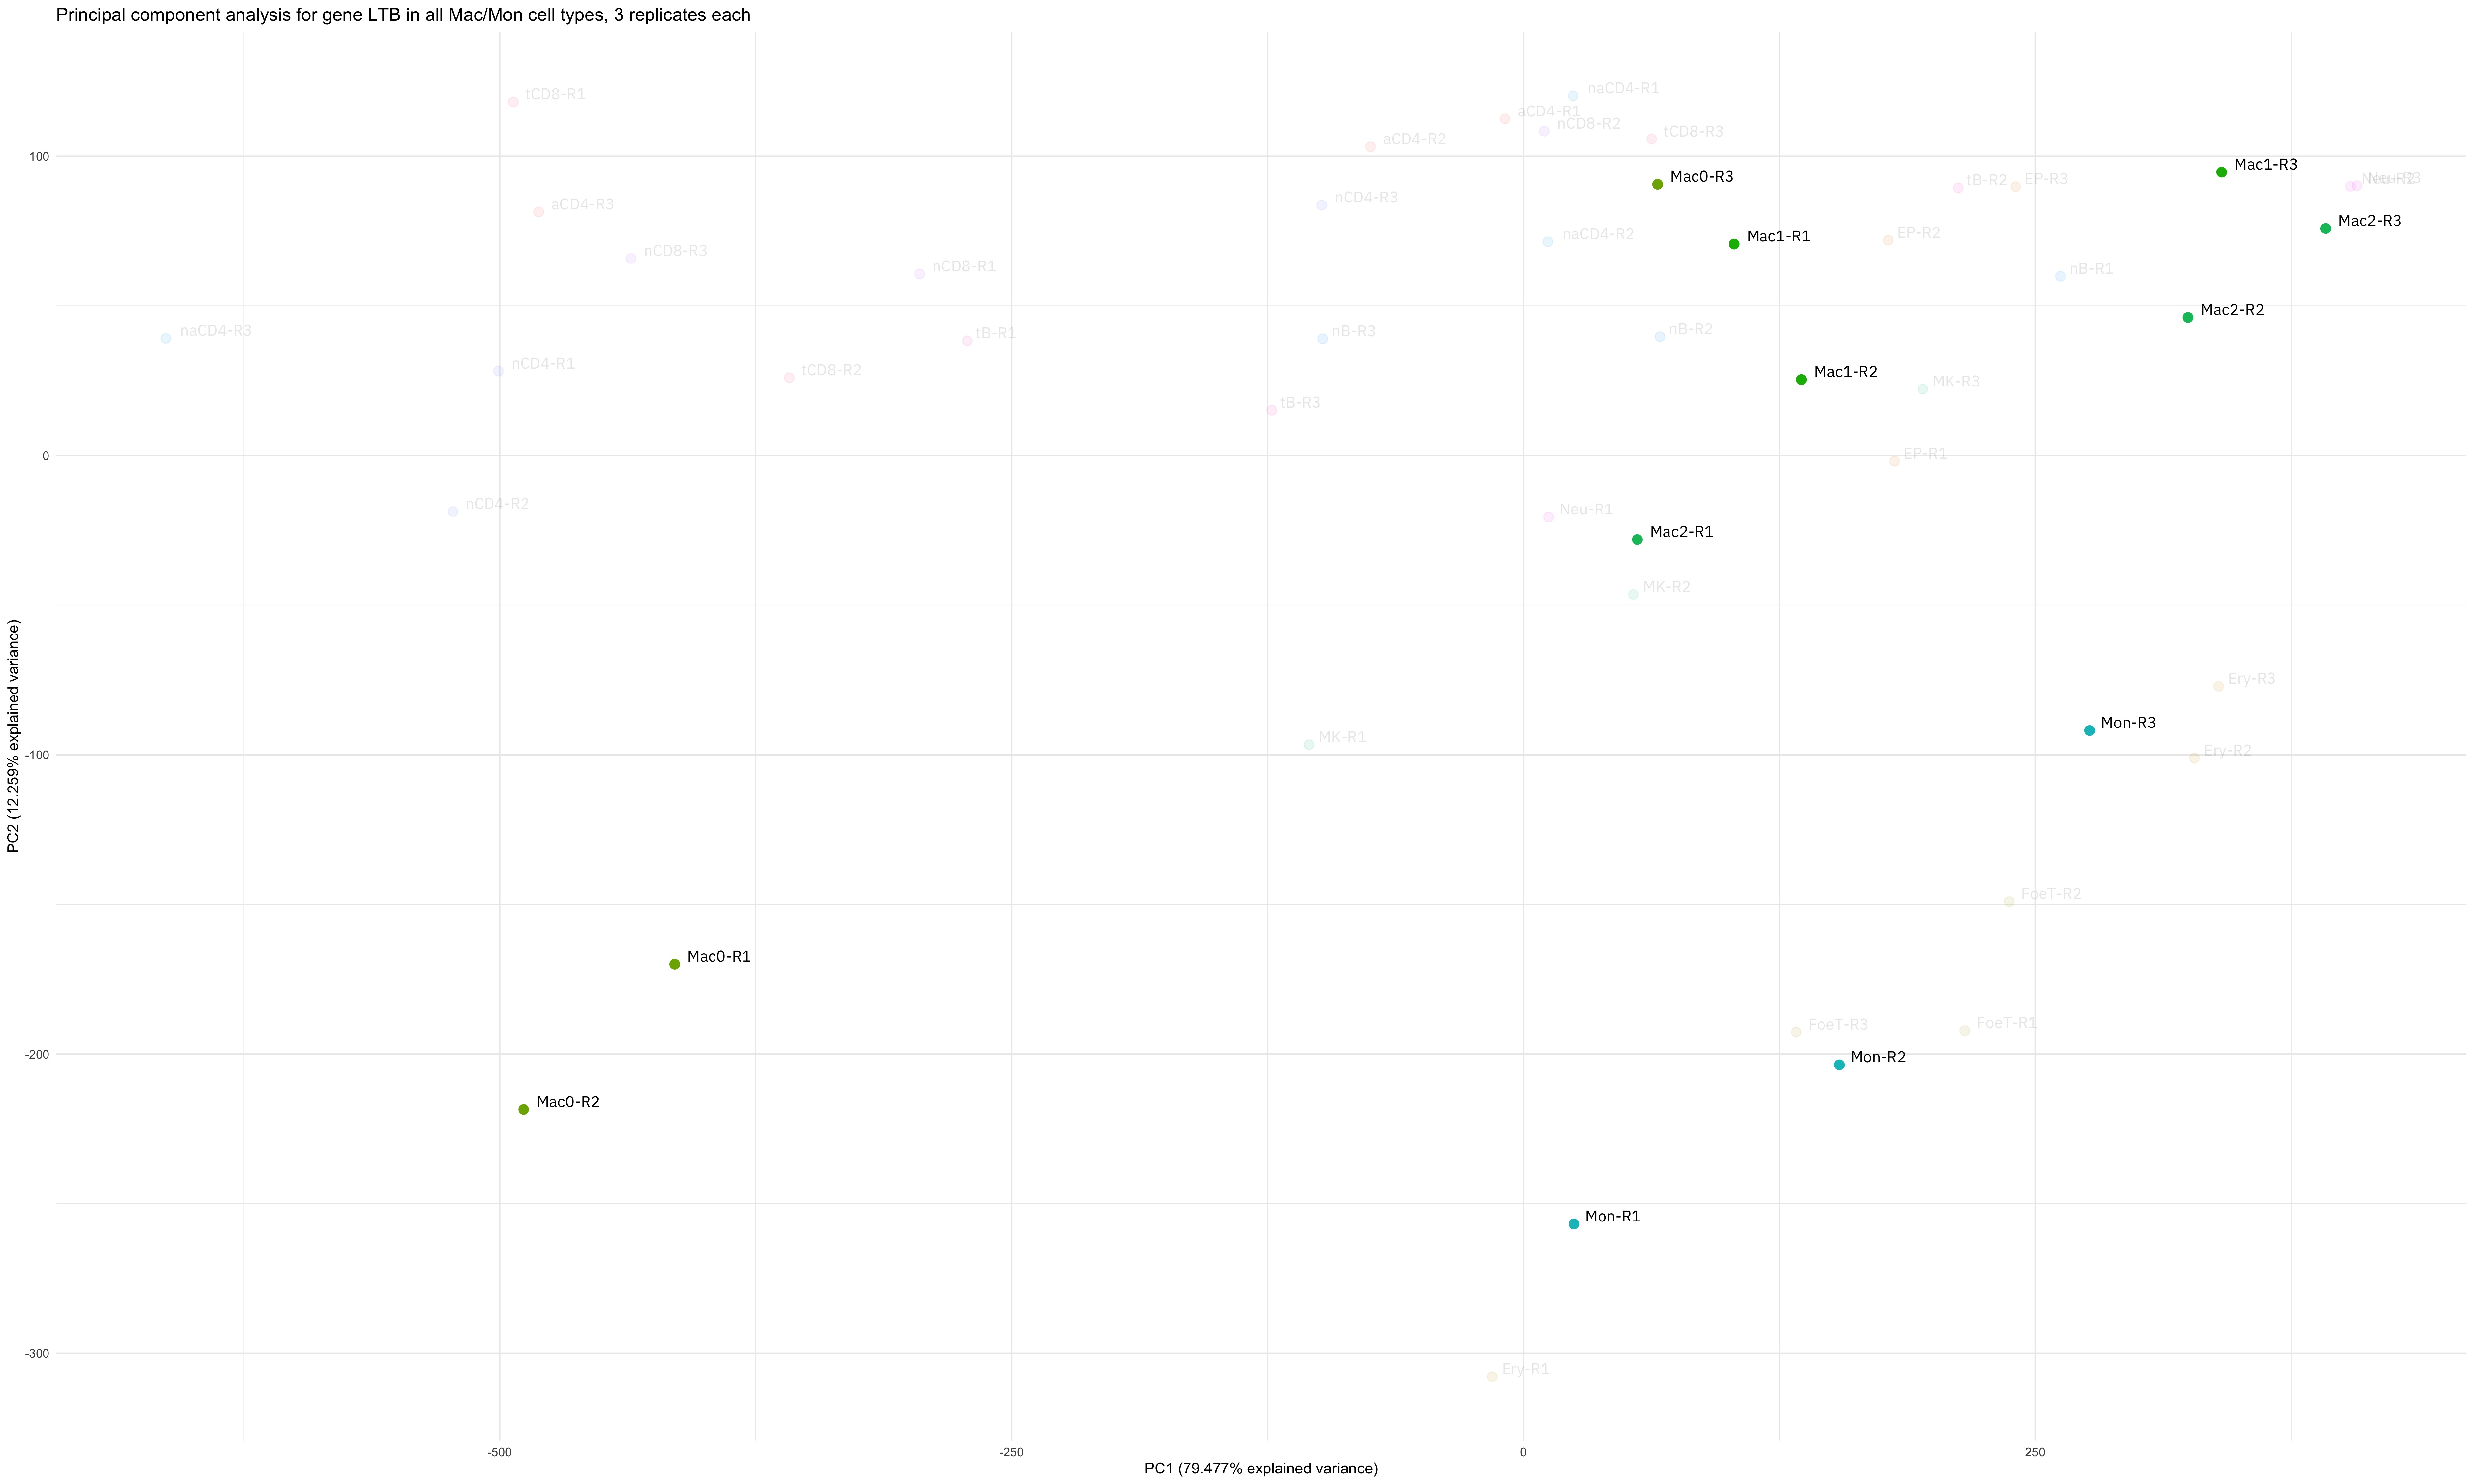 Principal component analysis for gene LTB in all Mac/Mon cell types, 3 replicates each
naCD4-R1
tCD8-R1
aCD4-R1
nCD8-R2
tCD8-R3
aCD4-R2
Mac1-R3
Mac0-R3
tB-R2
EP-R3
Neu-R3
nCD4-R3
aCD4-R3
Mac2-R3
naCD4-R2
EP-R2
Mac1-R1
nCD8-R3
nCD8-R1
nB-R1
Mac2-R2
naCD4-R3
tB-R1
nB-R3
nB-R2
nCD4-R1
tCD8-R2
Mac1-R2
MK-R3
tB-R3
EP-R1
nCD4-R2
Neu-R1
Mac2-R1
MK-R2
Ery-R3
Mon-R3
MK-R1
Ery-R2
FoeT-R2
Mac0-R1
FoeT-R3
FoeT-R1
Mon-R2
Mac0-R2
Mon-R1
Ery-R1
100
0
-100
-200
-300
PC2 (12.259% explained variance)
-500
-250
0
250
PC1 (79.477% explained variance)